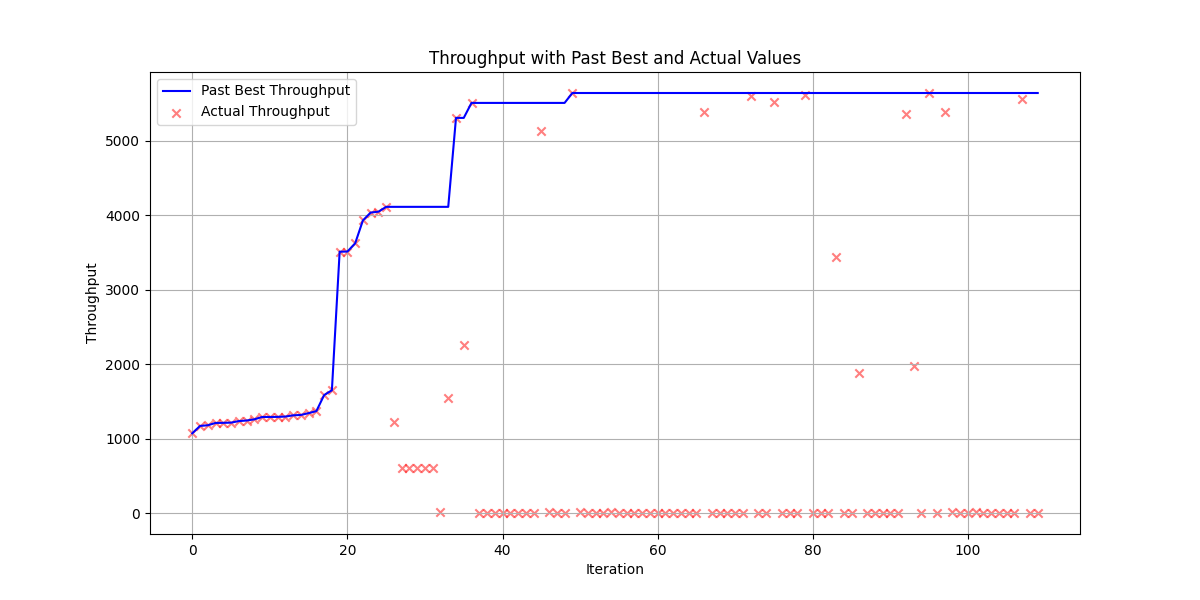 Throughput with Past Best and Actual Values
Past Best Throughput
Actual Throughput
Throughput
5000
4000
3000
2000
1000
0
0 20 40 60 80 100
Iteration